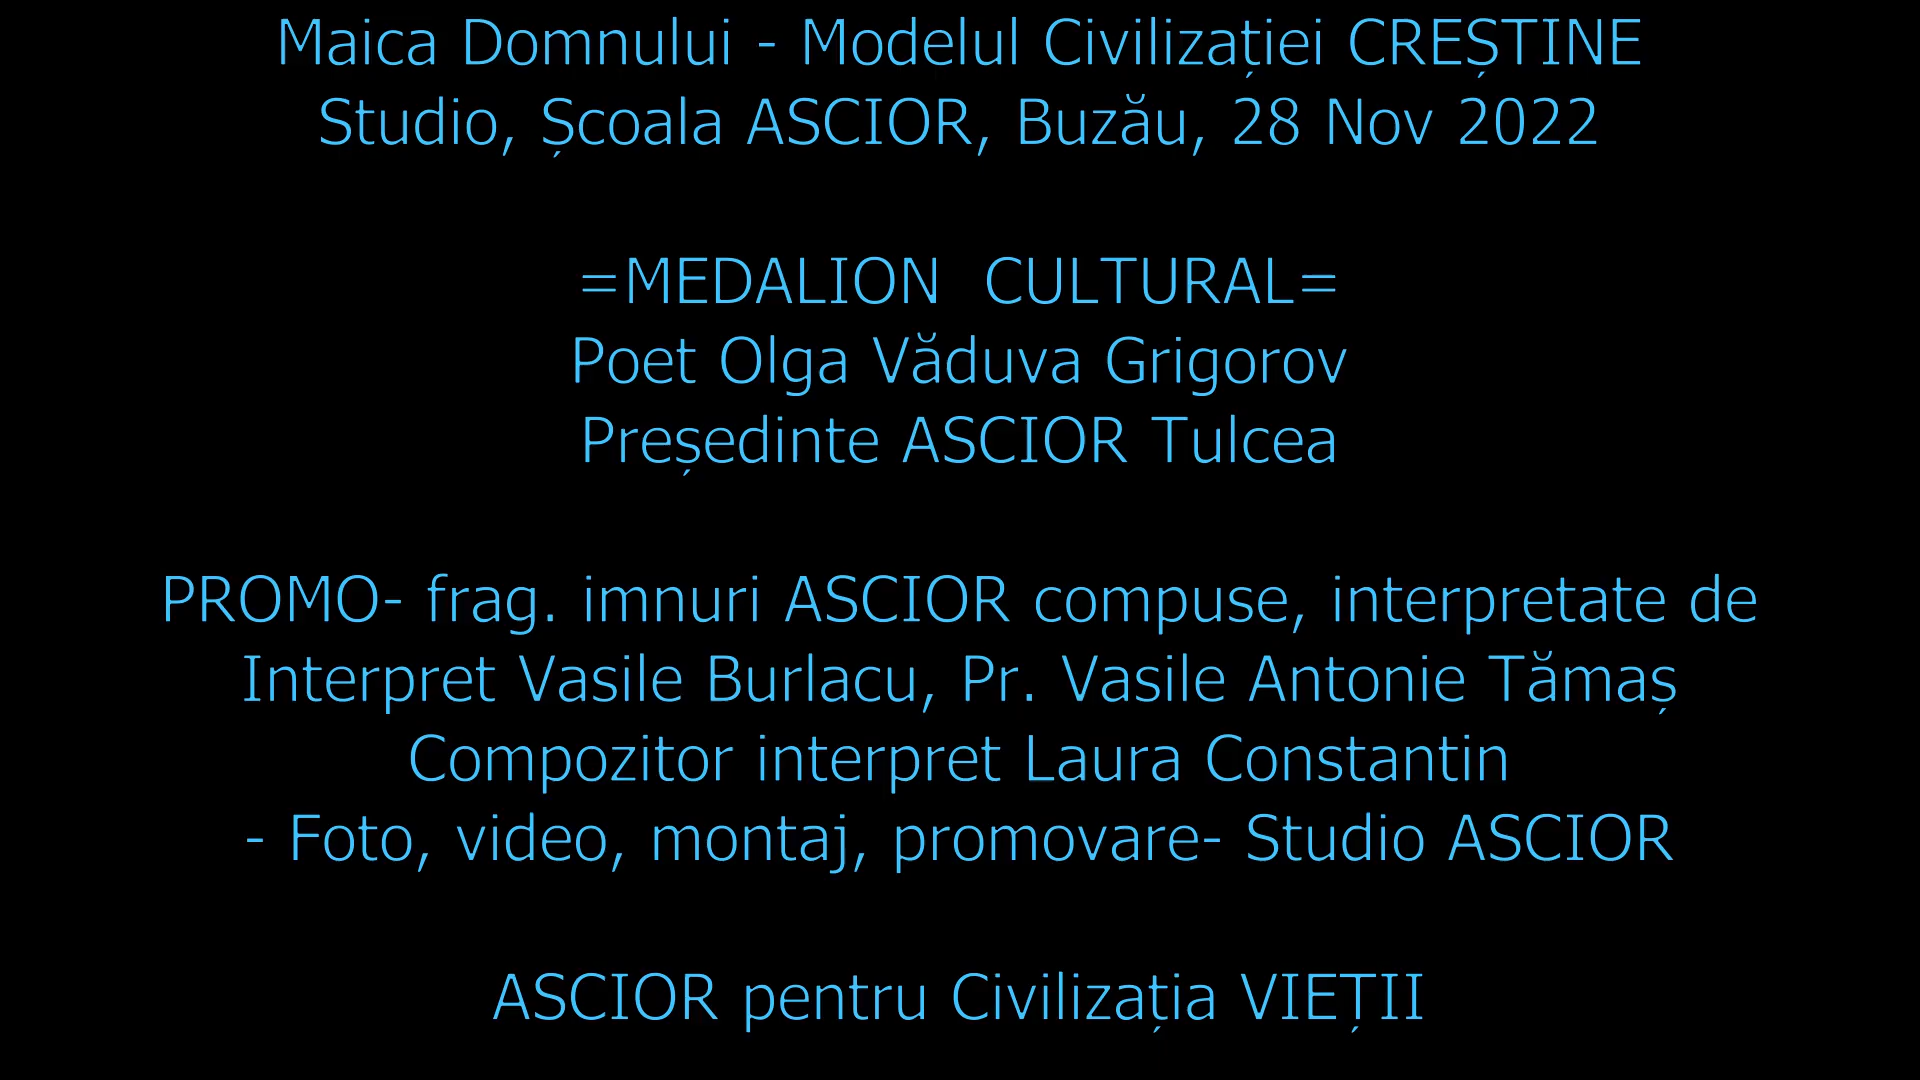 Maica Domnului - Modelul Civilizației CREȘTINE
Studio, Școala ASCIOR, Buzău, 28 Nov 2022
=MEDALION  CULTURAL=
Poet Olga Văduva Grigorov
Președinte ASCIOR Tulcea
PROMO- frag. imnuri ASCIOR compuse, interpretate de
Interpret Vasile Burlacu, Pr. Vasile Antonie Tămaș
Compozitor interpret Laura Constantin
- Foto, video, montaj, promovare- Studio ASCIOR
ASCIOR pentru Civilizația VIEȚII